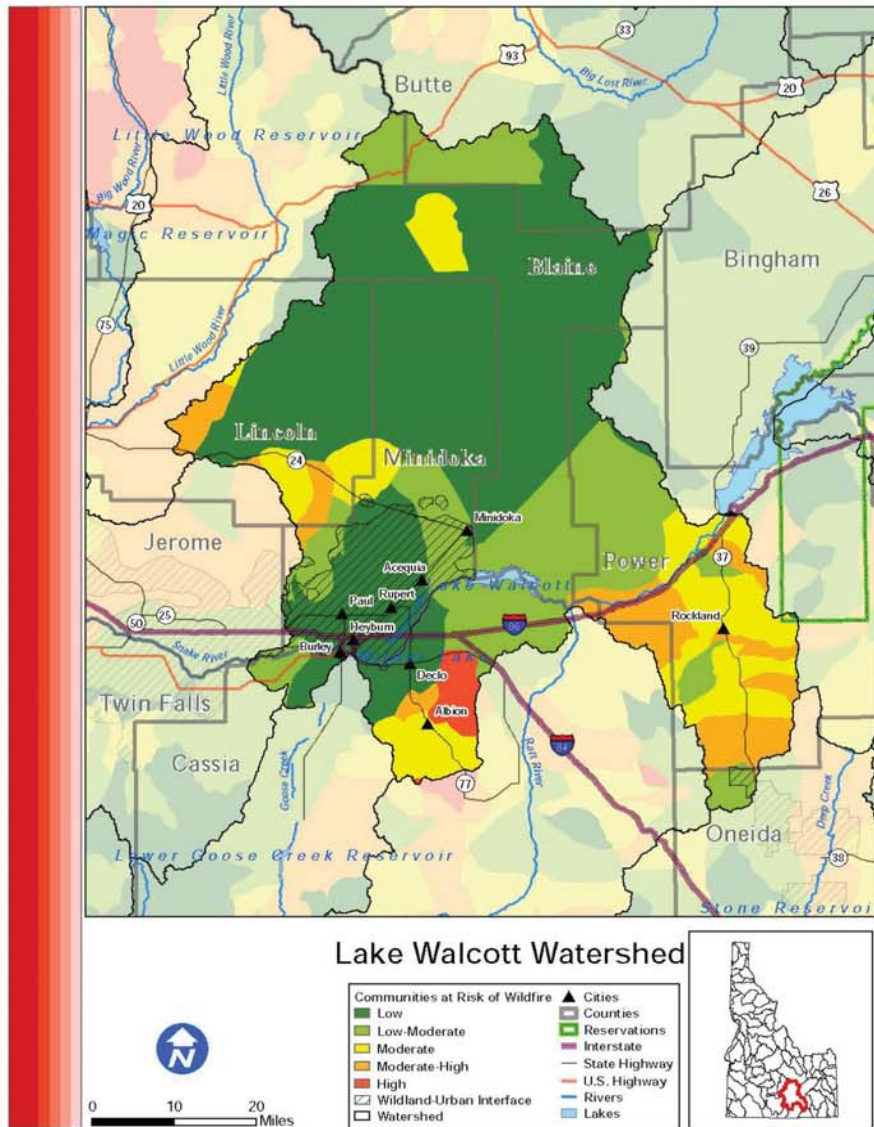 33
93
Butte
Big Lost River
20
Little Wood River
Little Wood Reservoir
Big Wood River
20
26
Magic Reservoir
Blaine
Bingham
75
39
Little Wood River
Lincoln
24
Minidoka
Minidoka
Jerome
Acequia
Lake Walcott
Power
37
Paul
Rupert
25
50
Heyburn
86
Rockland
Snake River
Burley
Declo
Twin Falls
Albion
84
Cassia
Goose Creek
77
Raft River
Deep Creek
Oneida
Lower Goose Creek Reservoir
38
Stone Reservoir
Lake Walcott Watershed
Communities at Risk of Wildfire
Low
Low-Moderate
Moderate
Moderate-High
High
Wildland-Urban Interface
Watershed
Cities
Counties
Reservations
Interstate
State Highway
U.S. Highway
Rivers
Lakes
N
0 10 20
Miles